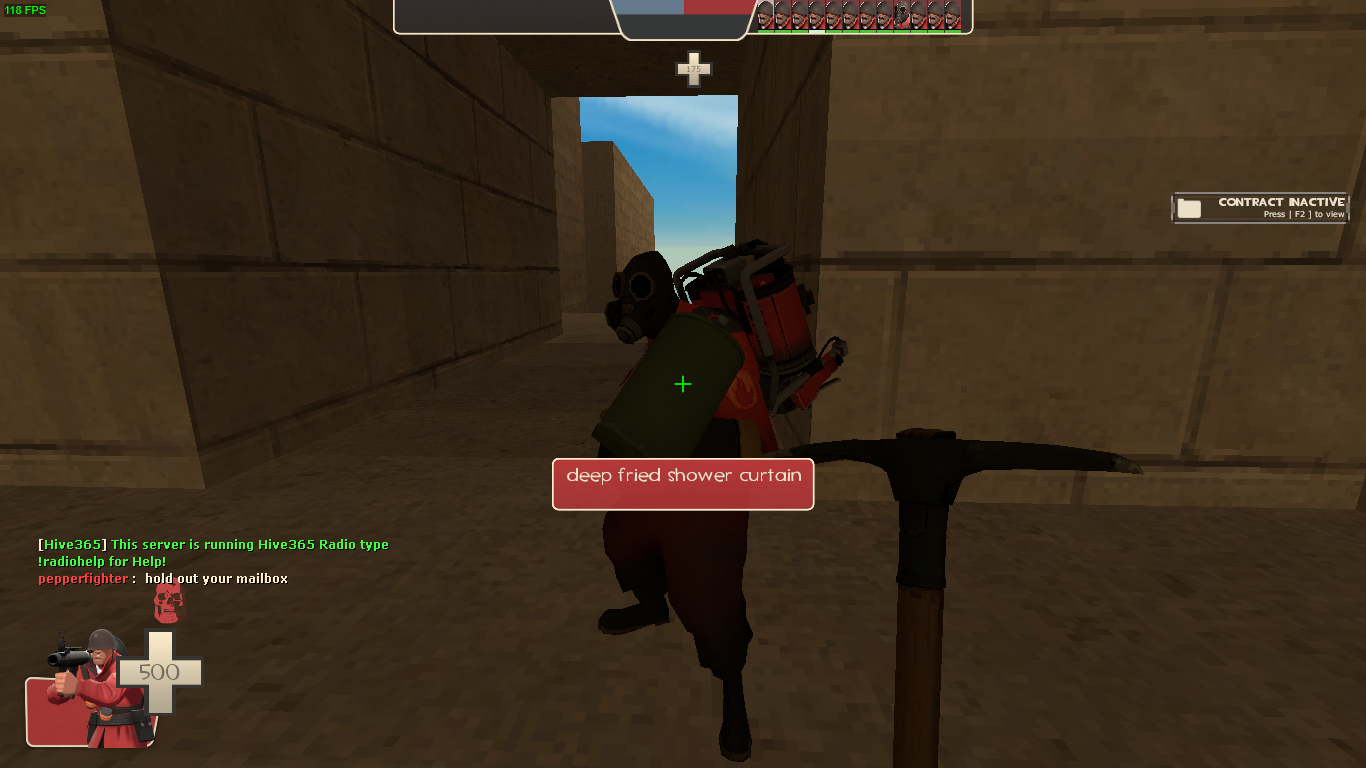 118 FPS
175
CONTRACT INACTIVE
Press [ F2 ] to view
deep fried shower curtain
[Hive365] This server is running Hive365 Radio type
!radiohelp for Help!
pepperfighter :  hold out your mailbox
500